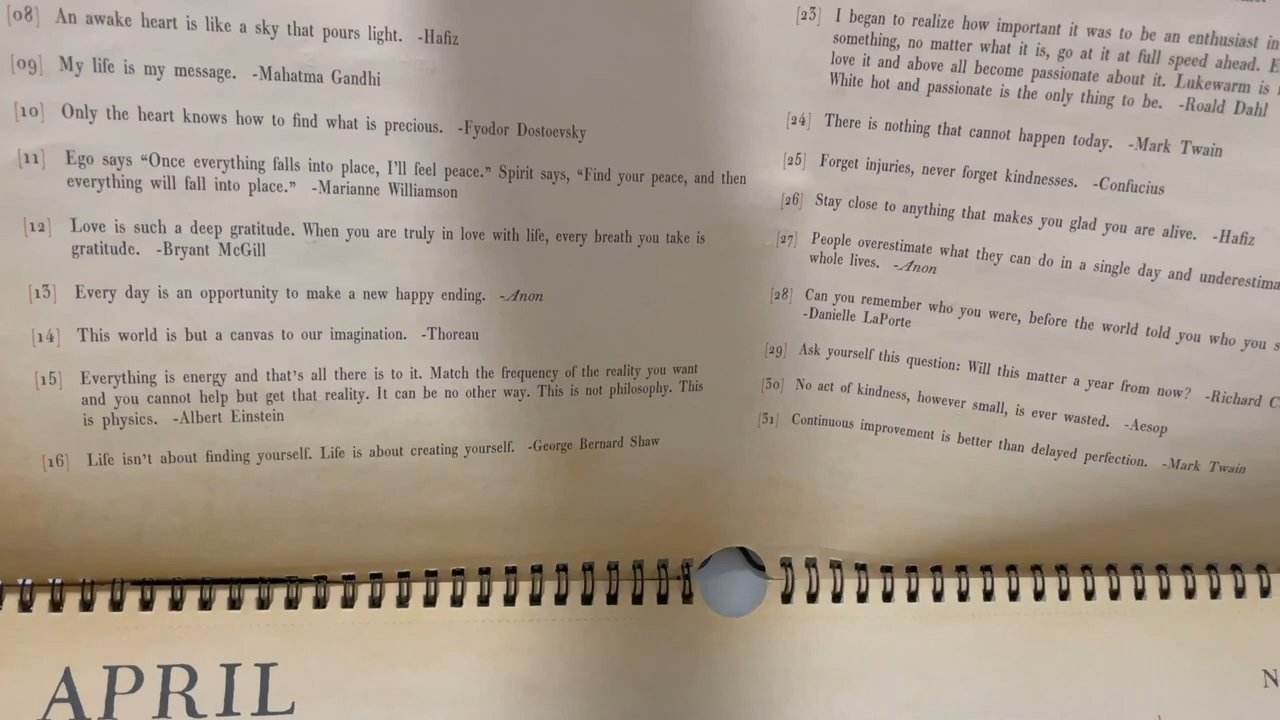 [08] An awake heart is like a sky that pours light. -Hafiz
[09] My life is my message. -Mahatma Gandhi
[10] Only the heart knows how to find what is precious. -Fyodor Dostoevsky
[11] Ego says “Once everything falls into place, I’ll feel peace.” Spirit says, “Find your peace, and then
everything will fall into place.” -Marianne Williamson
[12] Love is such a deep gratitude. When you are truly in love with life, every breath you take is
gratitude. -Bryant McGill
[13] Every day is an opportunity to make a new happy ending. -Anon
[14] This world is but a canvas to our imagination. -Thoreau
[15] Everything is energy and that’s all there is to it. Match the frequency of the reality you want
and you cannot help but get that reality. It can be no other way. This is not philosophy. This
is physics. -Albert Einstein
[16] Life isn’t about finding yourself. Life is about creating yourself. -George Bernard Shaw
[23] I began to realize how important it was to be an enthusiast in
something, no matter what it is, go at it at full speed ahead.
love it and above all become passionate about it. Lukewarm is
White hot and passionate is the only thing to be. -Roald Dahl
[24] There is nothing that cannot happen today. -Mark Twain
[25] Forget injuries, never forget kindnesses. -Confucius
[26] Stay close to anything that makes you glad you are alive. -Hafiz
[27] People overestimate what they can do in a single day and
whole lives. -Anon
[28] Can you remember who you were, before the world told you who you
-Danielle LaPorte
[29] Ask yourself this question: Will this matter a year from now? -Richard
[30] No act of kindness, however small, is ever wasted. -Aesop
[31] Continuous improvement is better than delayed perfection. -Mark Twain
APRIL